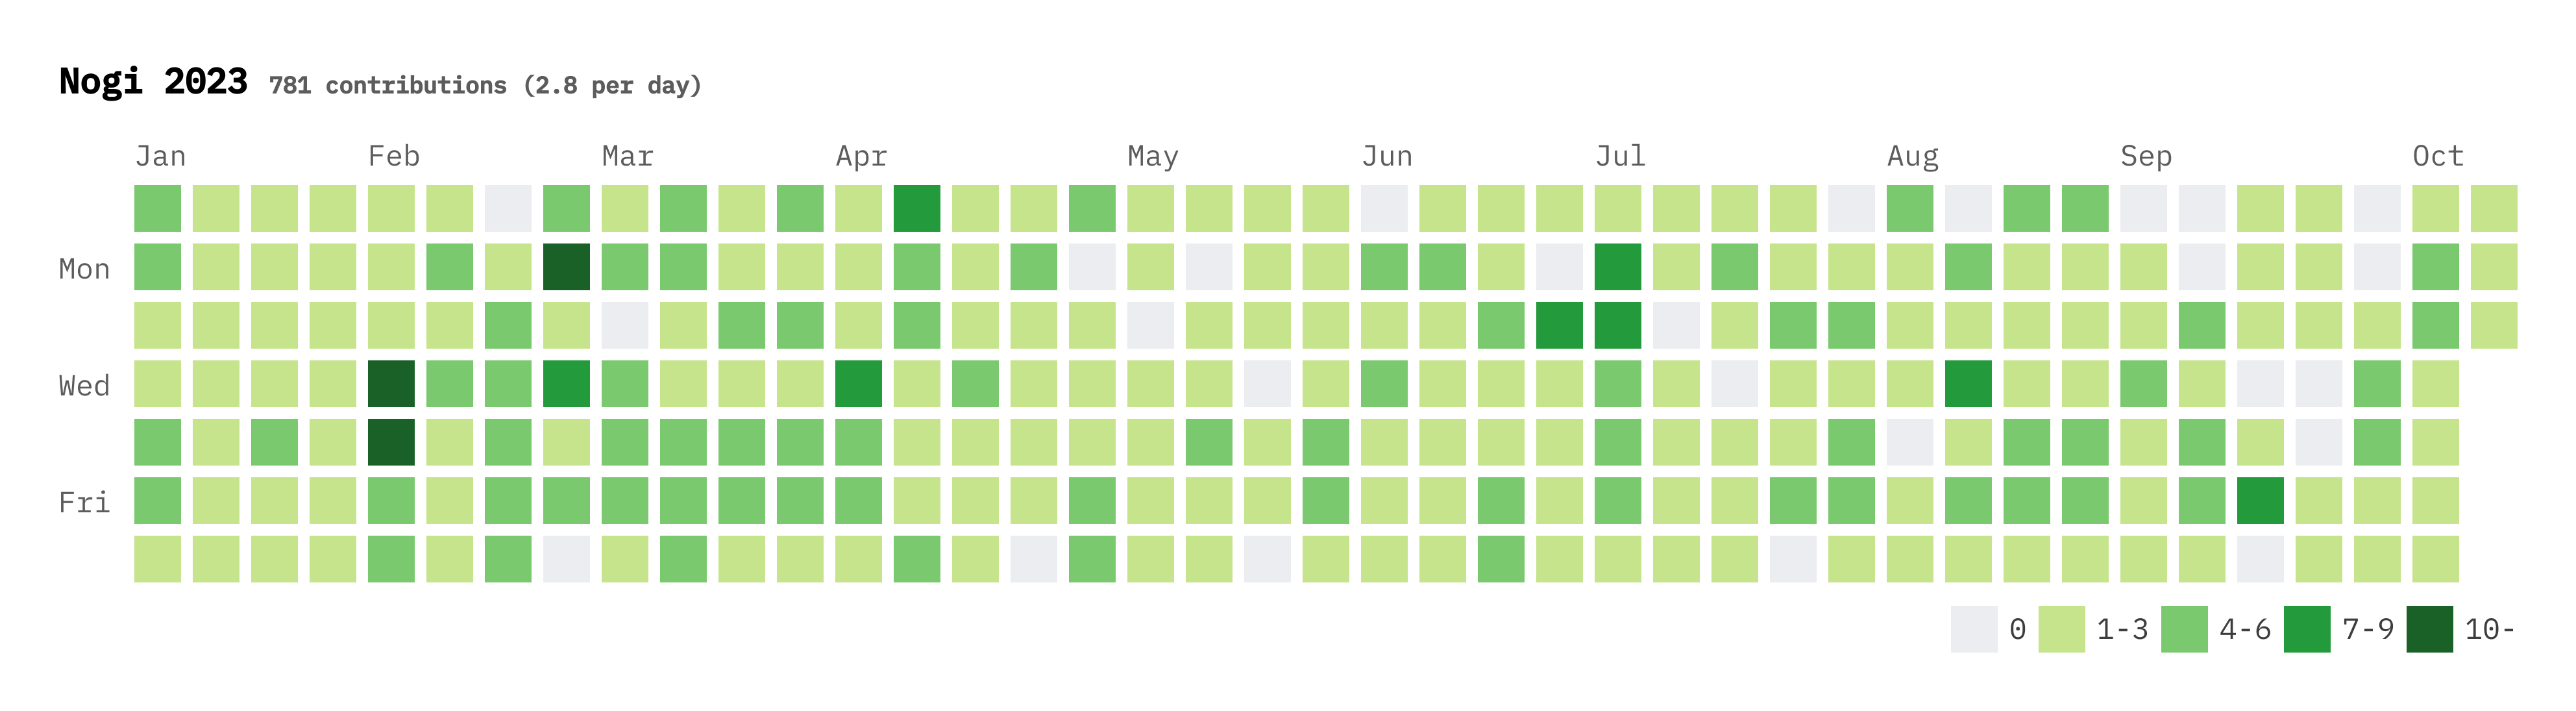 Nogi 2023 781 contributions (2.8 per day)
Jan Feb Mar Apr May Jun Jul Aug Sep Oct
Mon
Wed
Fri
0 1-3 4-6 7-9 10-